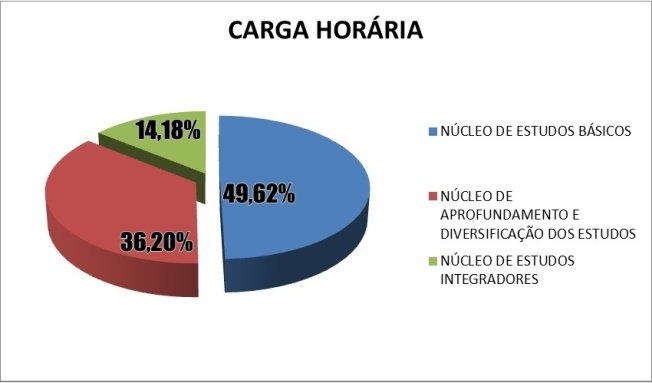 CARGA HORÁRIA
14,18%
49,62%
36,20%
NÚCLEO DE ESTUDOS BÁSICOS
NÚCLEO DE
APROFUNDAMENTO E
DIVERSIFICAÇÃO DOS ESTUDOS
NÚCLEO DE ESTUDOS
INTEGRADORES